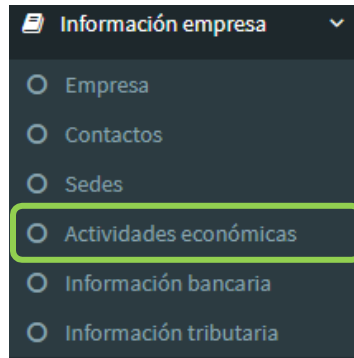 Información empresa
Empresa
Contactos
Sedes
Actividades económicas
Información bancaria
Información tributaria